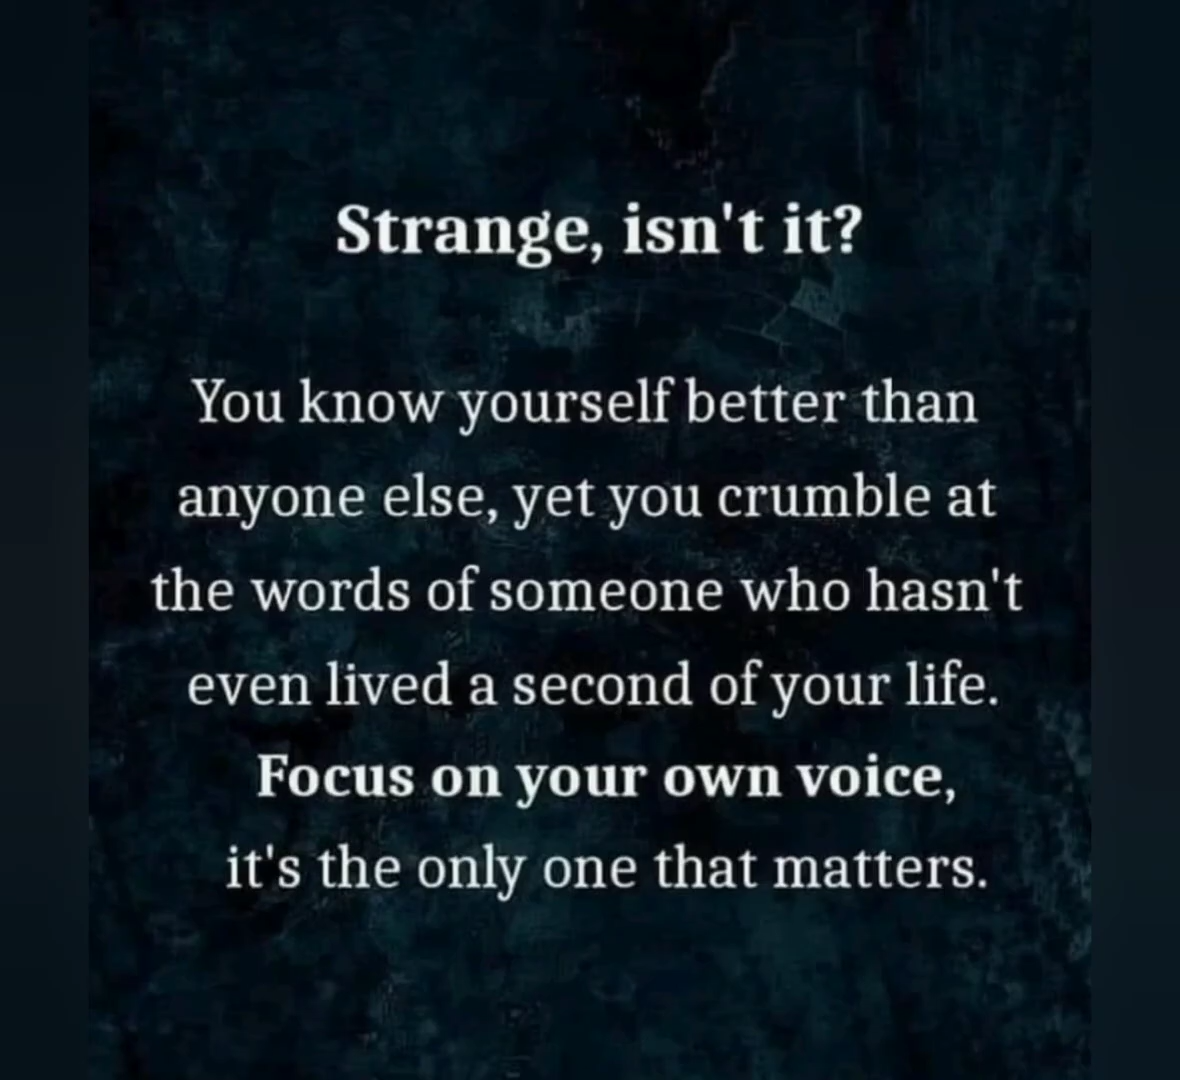 Strange, isn't it?
You know yourself better than
anyone else, yet you crumble at
the words of someone who hasn't
even lived a second of your life.
Focus on your own voice,
it's the only one that matters.